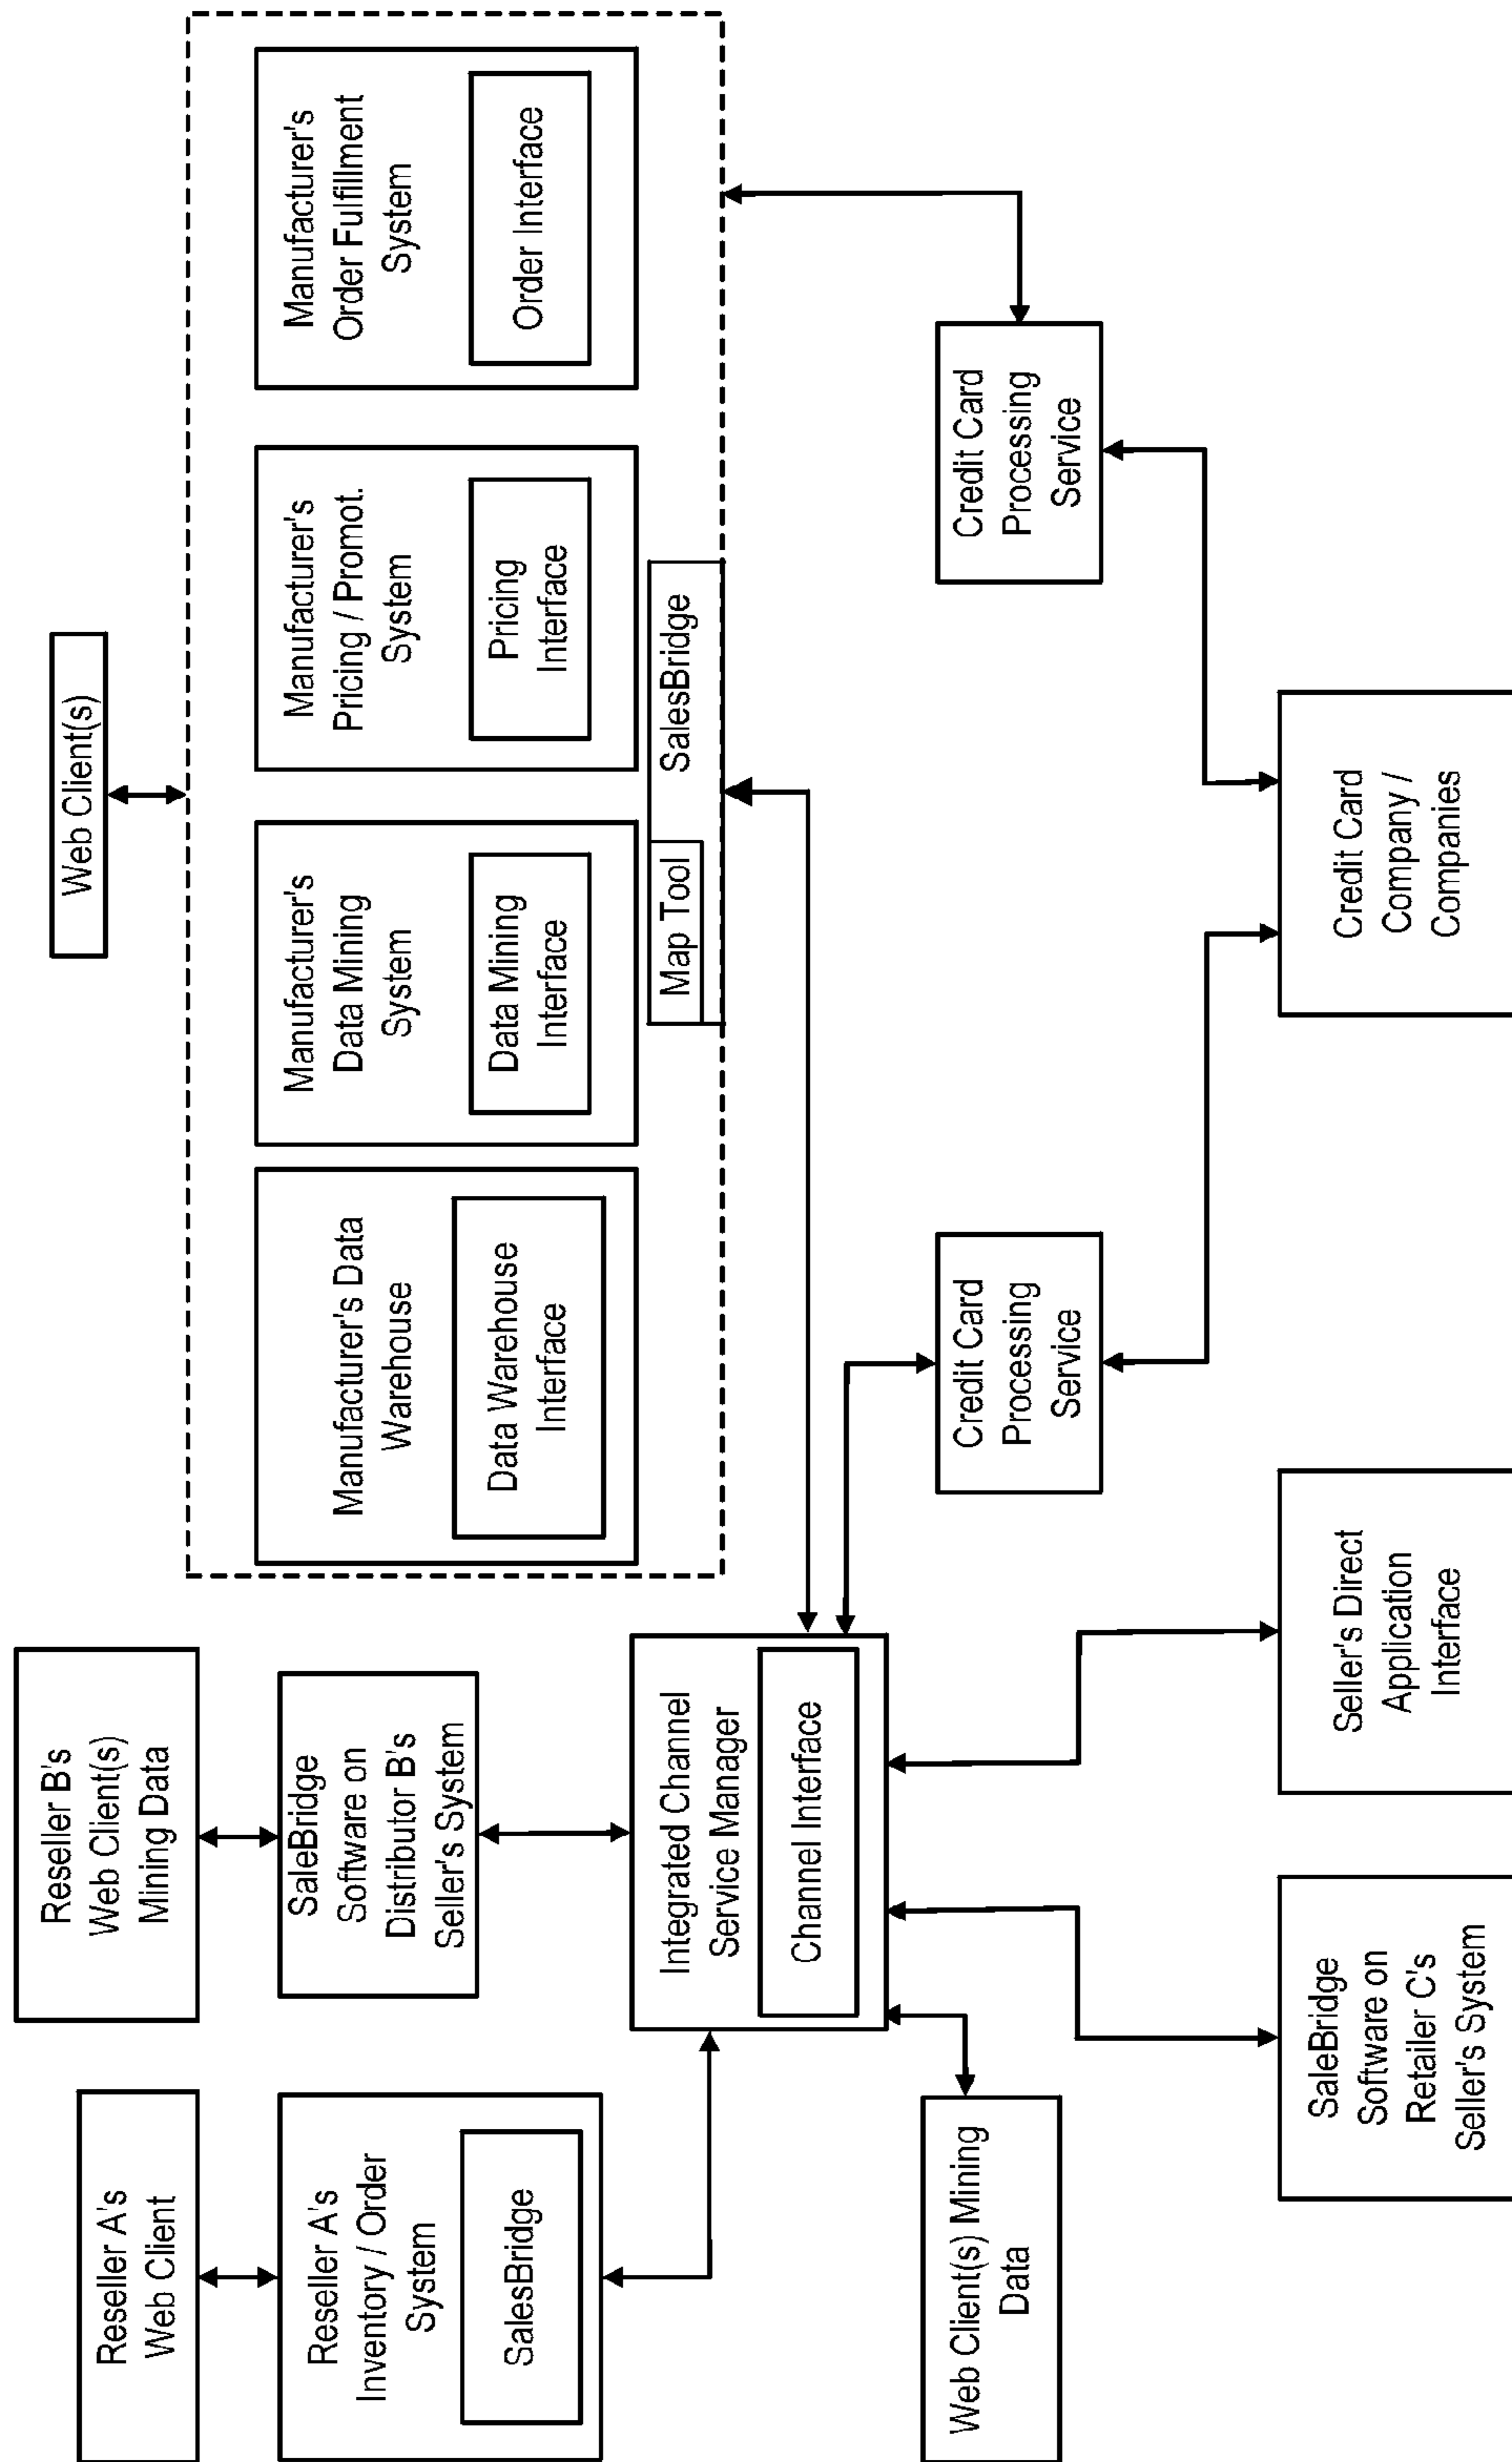 Reseller A's
Web Client
Reseller B's
Web Client(s)
Mining Data
Web Client(s)
Reseller A's
Inventory / Order
System
SalesBridge
SaleBridge
Software on
Distributor B's
Seller's System
Manufacturer's Data
Warehouse
Data Warehouse
Interface
Manufacturer's
Data Mining
System
Data Mining
Interface
Manufacturer's
Pricing / Promot.
System
Pricing
Interface
Manufacturer's
Order Fulfillment
System
Order Interface
Map Tool
SalesBridge
Integrated Channel
Service Manager
Channel Interface
Web Client(s) Mining
Data
Credit Card
Processing
Service
Credit Card
Processing
Service
SaleBridge
Software on
Retailer C's
Seller's System
Seller's Direct
Application
Interface
Credit Card
Company /
Companies